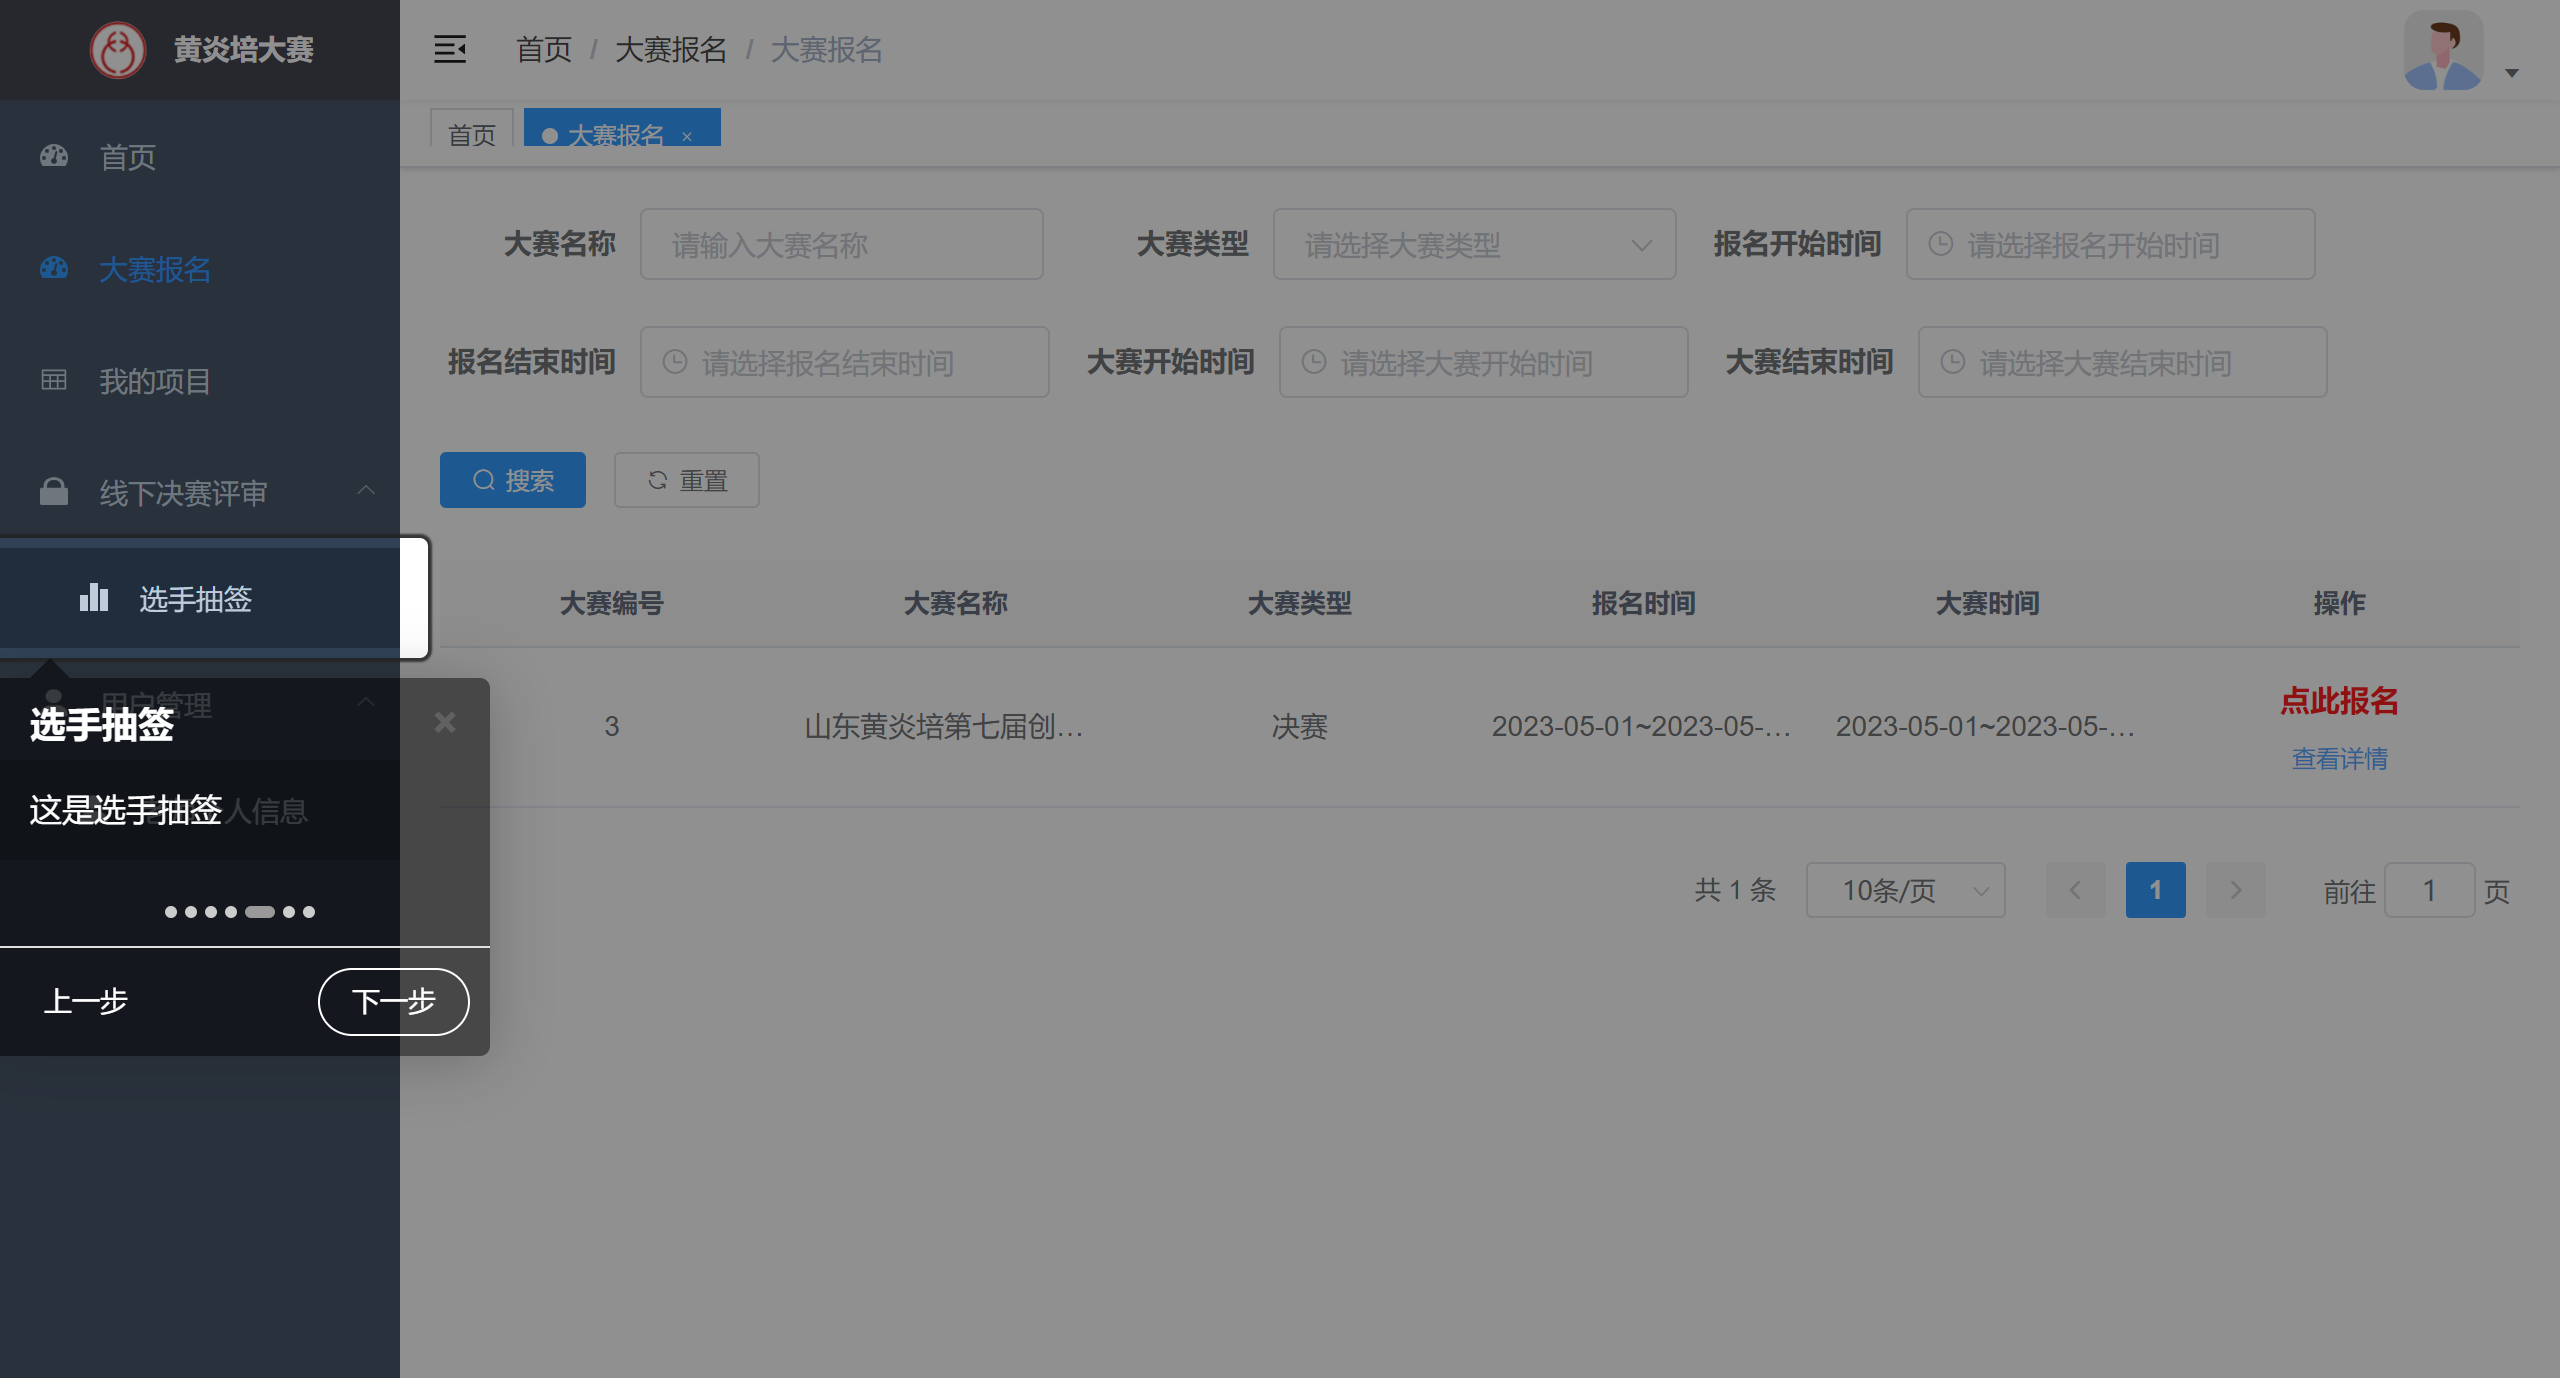 黄炎培大赛
首页 / 大赛报名 / 大赛报名
首页
大赛报名 ×
首页
大赛报名
我的项目
线下决赛评审
选手抽签
用户管理
人信息
选手抽签
×
这是选手抽签
上一步
下一步
大赛名称 请输入大赛名称
大赛类型 请选择大赛类型
报名开始时间 请选择报名开始时间
报名结束时间 请选择报名结束时间
大赛开始时间 请选择大赛开始时间
大赛结束时间 请选择大赛结束时间
搜索
重置
大赛编号 大赛名称 大赛类型 报名时间 大赛时间 操作
3 山东黄炎培第七届创… 决赛 2023-05-01~2023-05-… 2023-05-01~2023-05-… 点此报名
查看详情
共 1 条 10条/页 1 前往 1 页